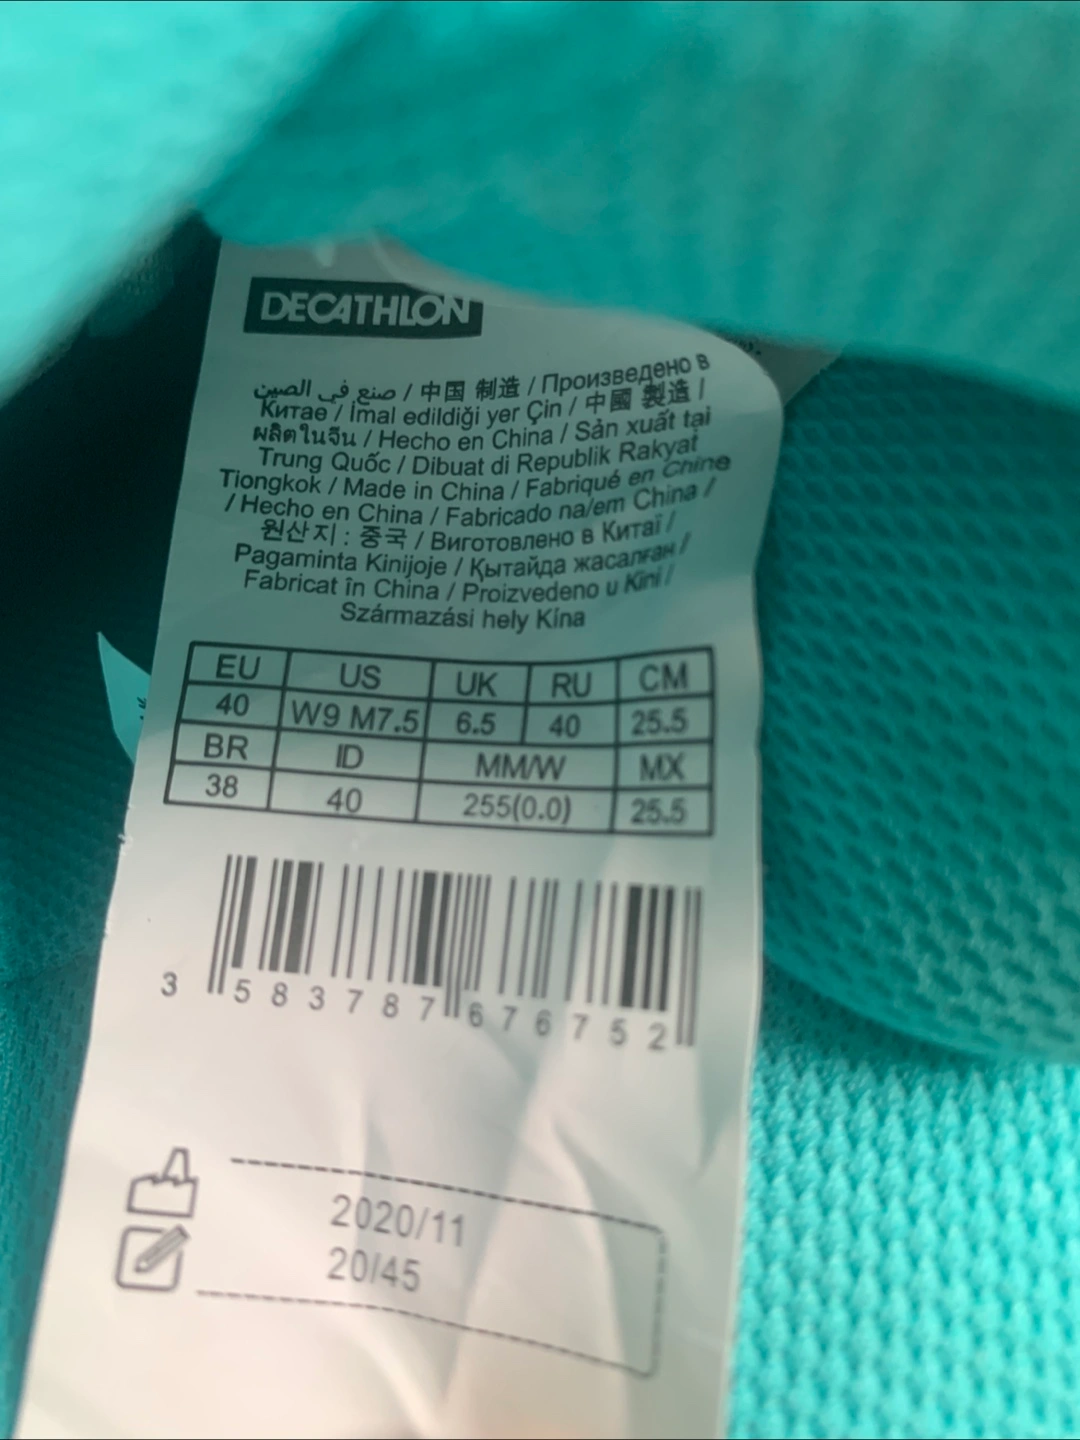 DECATHLON
صنع في الصين / 中国 制造 / Произведено в
Китае / İmal edildiği yer Çin / 中國 製造 /
ผลิตในจีน / Hecho en China / Sản xuất tại
Trung Quốc / Dibuat di Republik Rakyat
Tiongkok / Made in China / Fabriqué en Chine
/ Hecho en China / Fabricado na/em China /
원산지 : 중국 / Виготовлено в Китаї /
Pagaminta Kinijoje / Қытайда жасалған /
Fabricat în China / Proizvedeno u Kini /
Származási hely Kína
EU US UK RU CM
40 W9 M7.5 6.5 40 25.5
BR ID MM/W MX
38 40 255(0.0) 25.5
3 583787 676752
2020/11
20/45